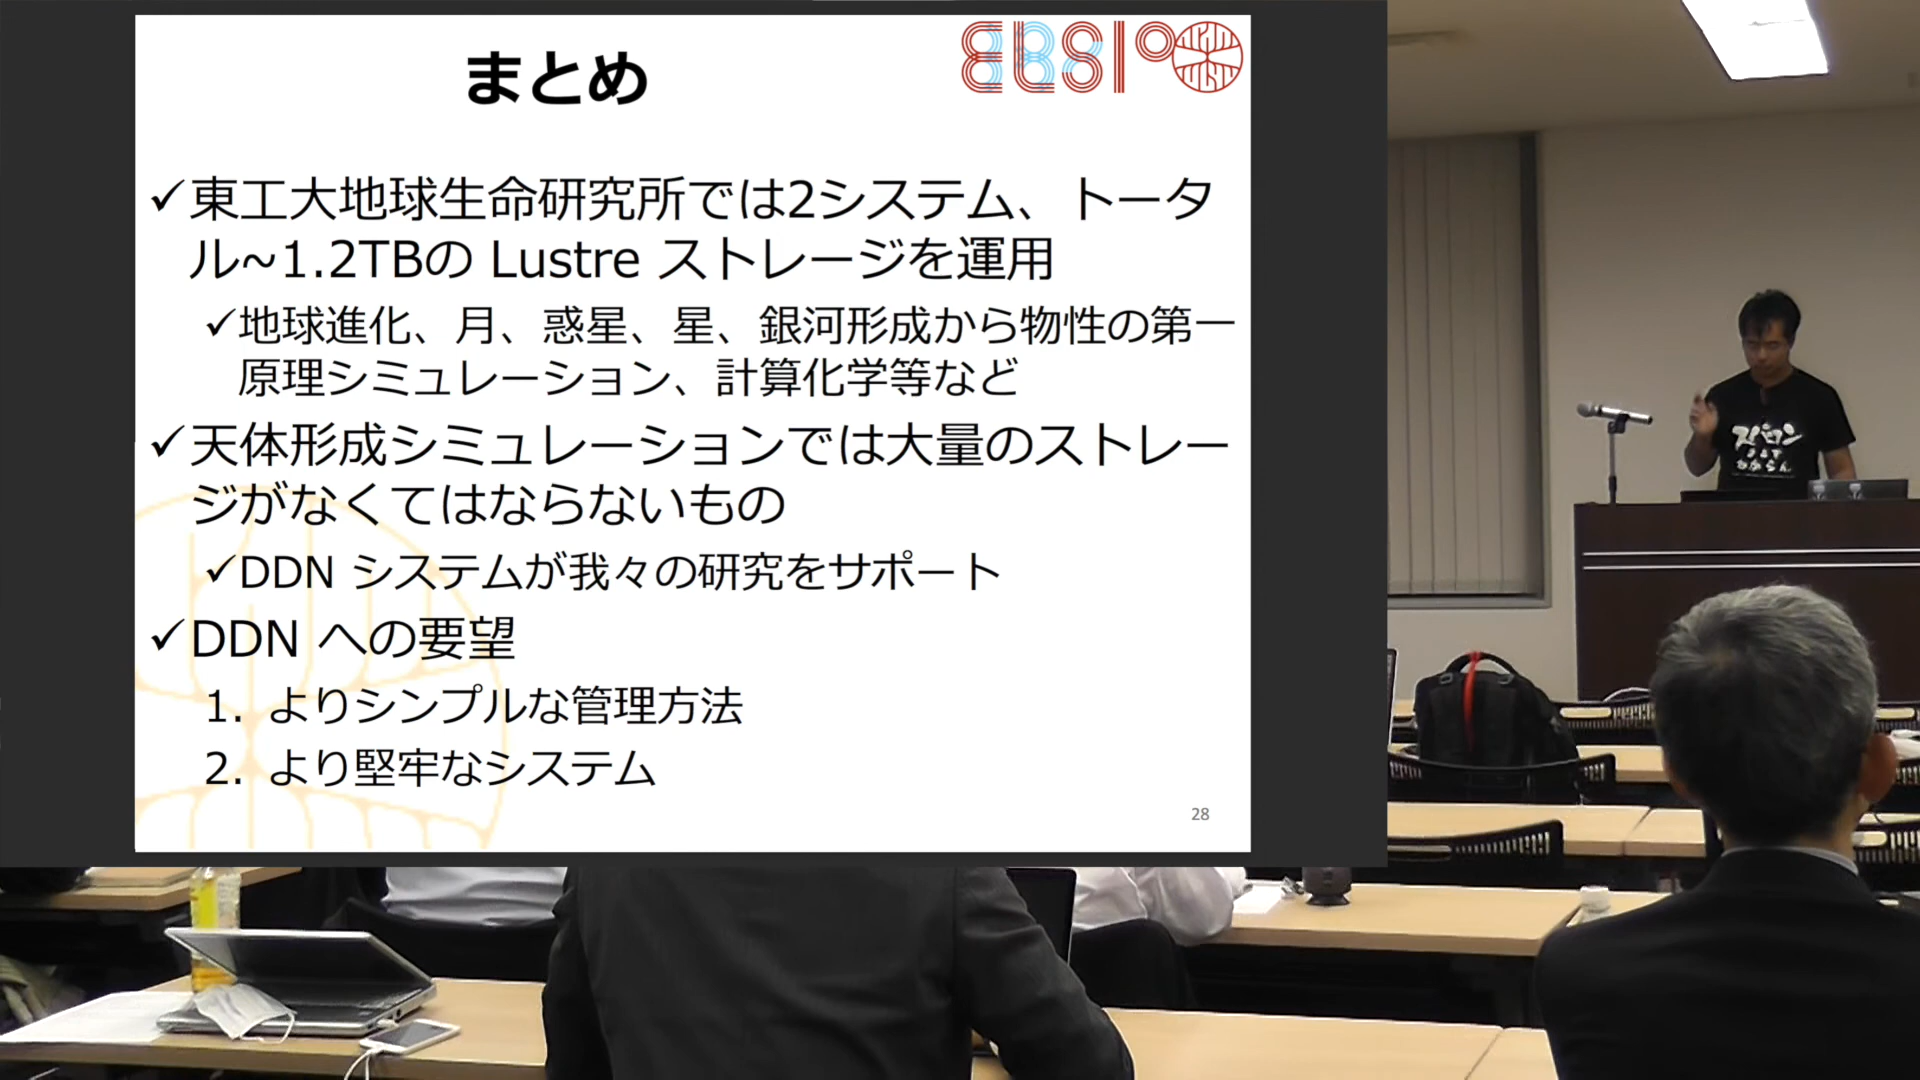 まとめ
ELSI
✓東工大地球生命研究所では2システム、トータ
ル~1.2TBの Lustre ストレージを運用
✓地球進化、月、惑星、星、銀河形成から物性の第一
原理シミュレーション、計算化学等など
✓天体形成シミュレーションでは大量のストレー
ジがなくてはならないもの
✓DDN システムが我々の研究をサポート
✓DDN への要望
1. よりシンプルな管理方法
2. より堅牢なシステム
28
スパコン